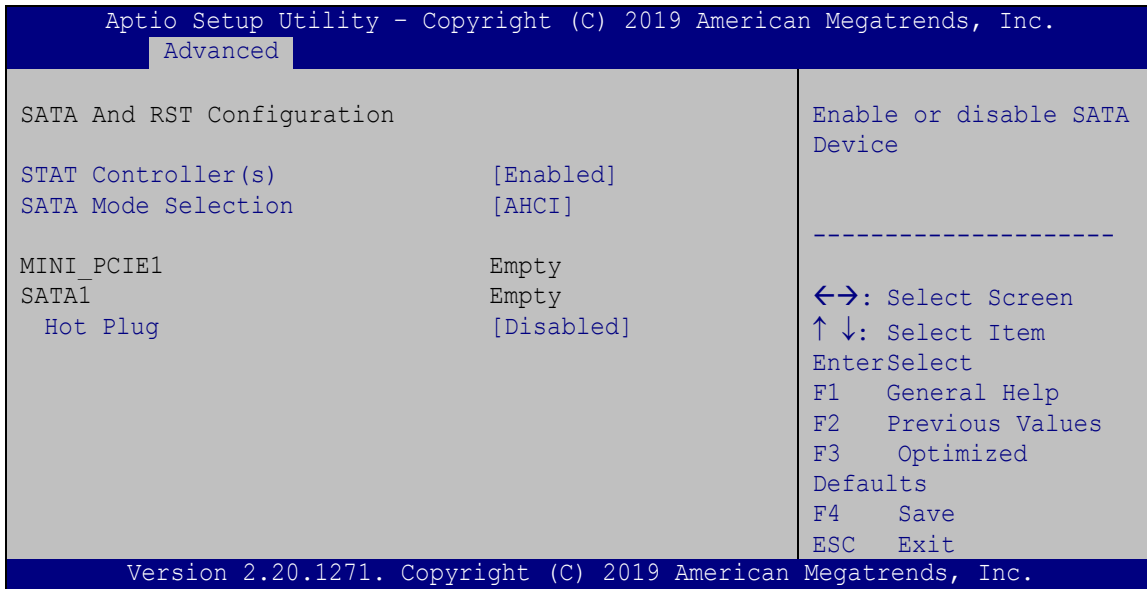 Aptio Setup Utility – Copyright (C) 2019 American Megatrends, Inc.
Advanced
SATA And RST Configuration
STAT Controller(s) [Enabled]
SATA Mode Selection [AHCI]
MINI_PCIE1 Empty
SATA1 Empty
Hot Plug [Disabled]
Enable or disable SATA
Device
---------------------
←→: Select Screen
↑ ↓: Select Item
EnterSelect
F1 General Help
F2 Previous Values
F3 Optimized
Defaults
F4 Save
ESC Exit
Version 2.20.1271. Copyright (C) 2019 American Megatrends, Inc.